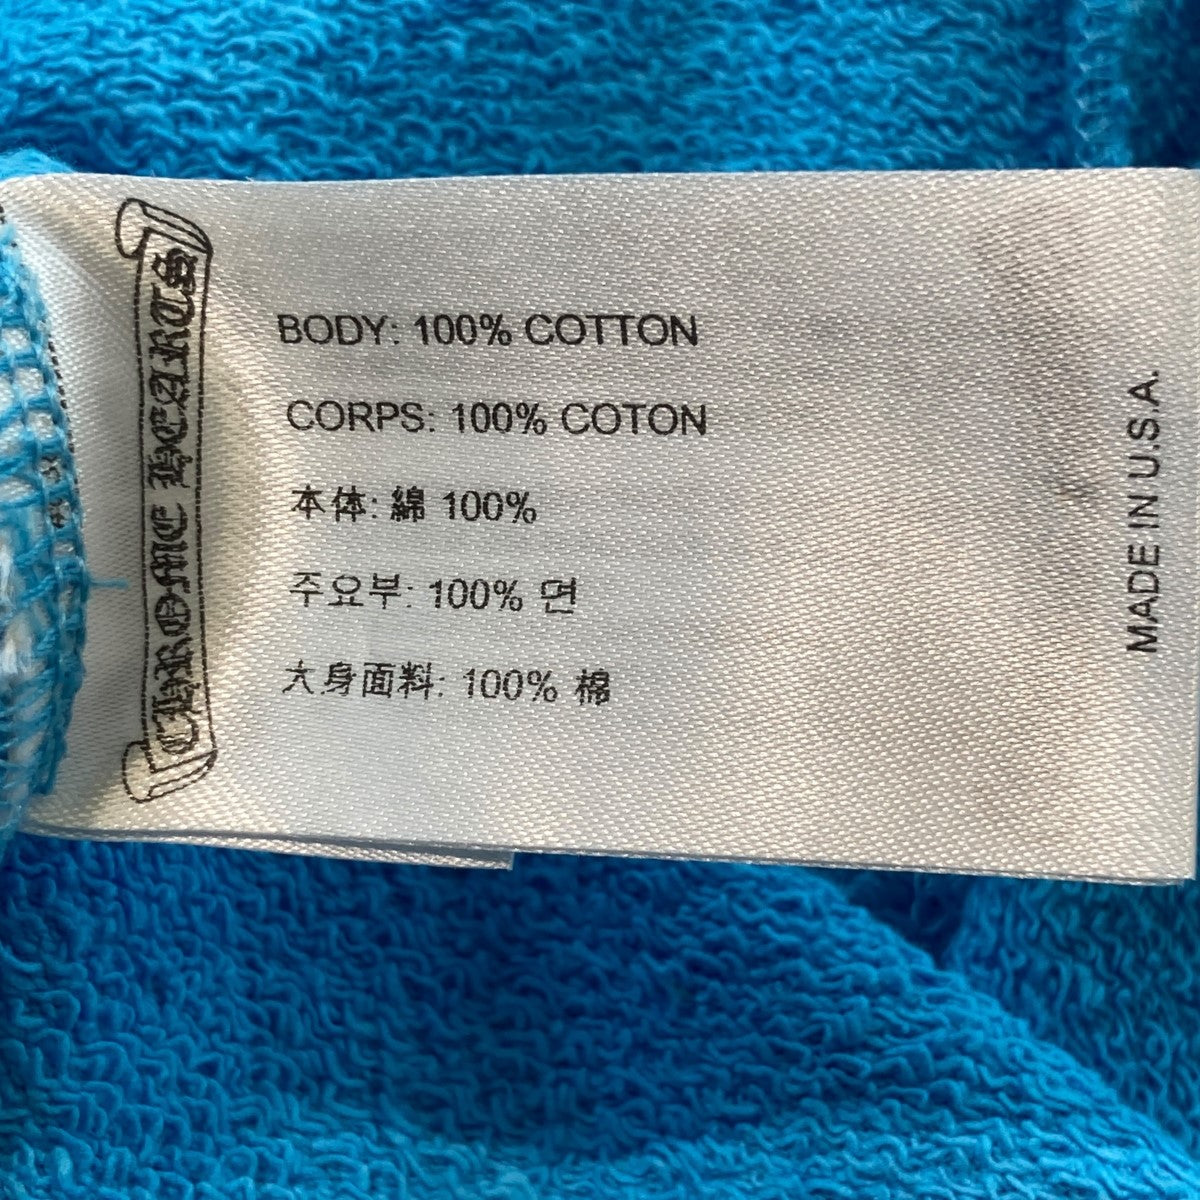 CHROME HEARTS
BODY: 100% COTTON
CORPS: 100% COTON
本体: 綿 100%
주요부: 100% 면
大身面料: 100% 棉
MADE IN U.S.A.